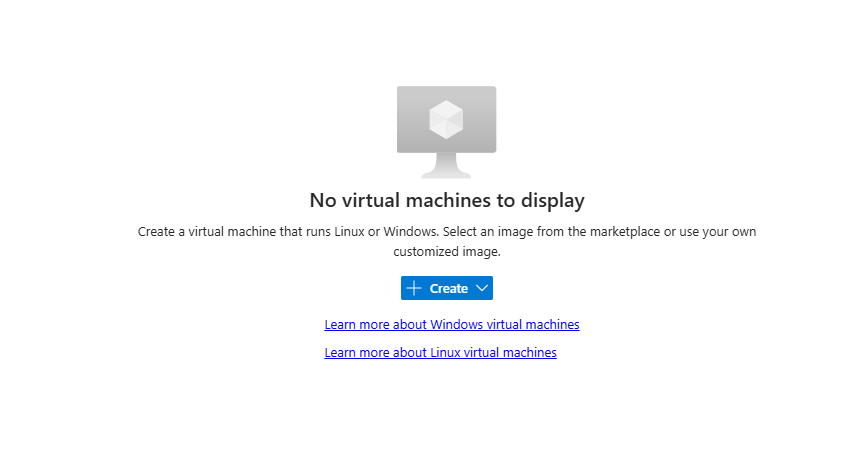 No virtual machines to display
Create a virtual machine that runs Linux or Windows. Select an image from the marketplace or use your own
customized image.
Create
Learn more about Windows virtual machines
Learn more about Linux virtual machines